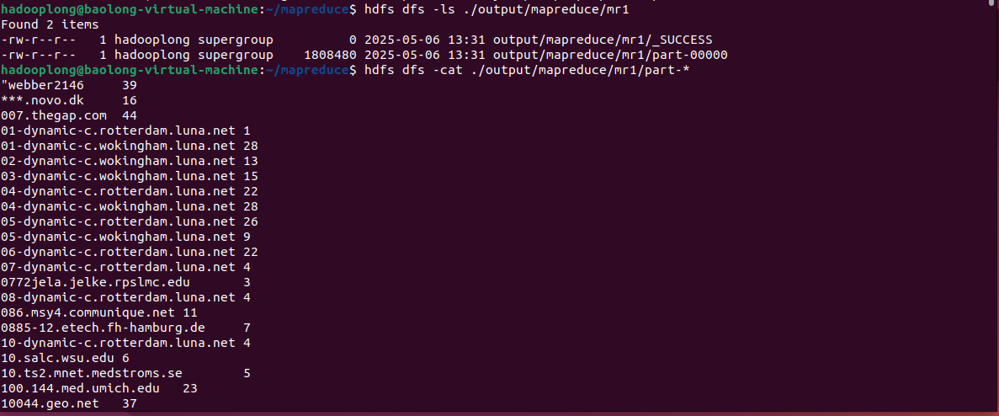 hadooplong@baolong-virtual-machine:~/mapreduce$ hdfs dfs -ls ./output/mapreduce/mr1
Found 2 items
-rw-r--r--   1 hadooplong supergroup          0 2025-05-06 13:31 output/mapreduce/mr1/_SUCCESS
-rw-r--r--   1 hadooplong supergroup    1808480 2025-05-06 13:31 output/mapreduce/mr1/part-00000
hadooplong@baolong-virtual-machine:~/mapreduce$ hdfs dfs -cat ./output/mapreduce/mr1/part-*
"webber2146     39
***.novo.dk     16
007.thegap.com  44
01-dynamic-c.rotterdam.luna.net 1
01-dynamic-c.wokingham.luna.net 28
02-dynamic-c.wokingham.luna.net 13
03-dynamic-c.wokingham.luna.net 15
04-dynamic-c.rotterdam.luna.net 22
04-dynamic-c.wokingham.luna.net 28
05-dynamic-c.rotterdam.luna.net 26
05-dynamic-c.wokingham.luna.net 9
06-dynamic-c.rotterdam.luna.net 22
07-dynamic-c.rotterdam.luna.net 4
0772jela.jelke.rpslmc.edu       3
08-dynamic-c.rotterdam.luna.net 4
086.msy4.communique.net 11
0885-12.etech.fh-hamburg.de     7
10-dynamic-c.rotterdam.luna.net 4
10.salc.wsu.edu 6
10.ts2.mnet.medstroms.se        5
100.144.med.umich.edu   23
10044.geo.net   37